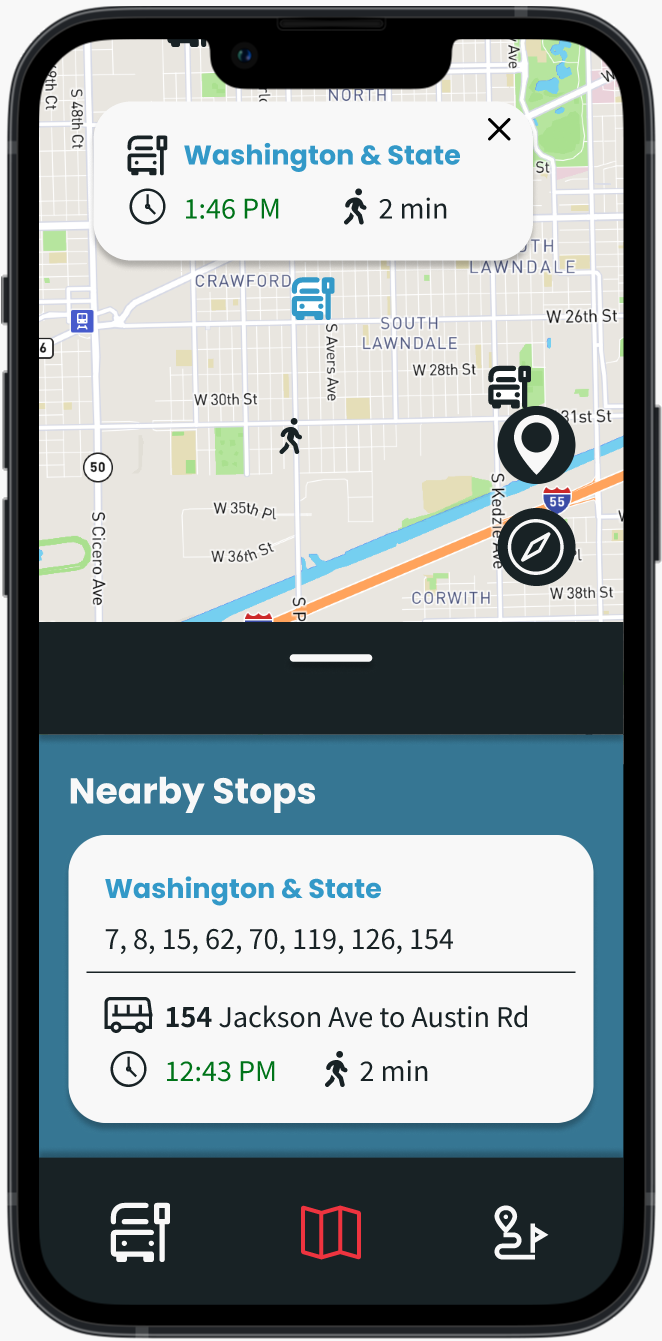 S 48th Ct
NORTH
Washington & State
1:46 PM
2 min
St
LAWNDALE
CRAWFORD
SOUTH
LAWNDALE
W 26th St
S Avers Ave
W 28th St
6
W 30th St
31st St
50
S Cicero Ave
W 35th Pl
S Kedzie Ave
55
W 36th St
CORWITH
W 38th St
S P
Nearby Stops
Washington & State
7, 8, 15, 62, 70, 119, 126, 154
154 Jackson Ave to Austin Rd
12:43 PM
2 min